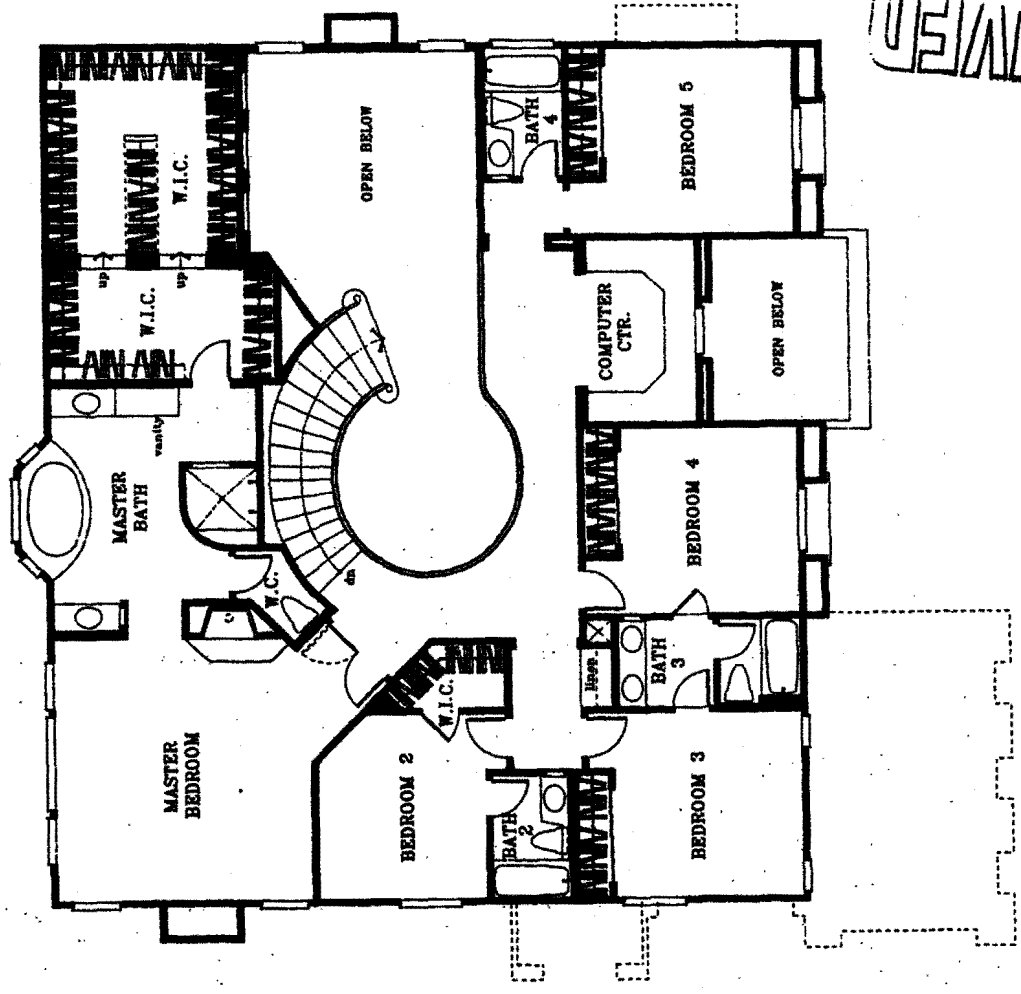 W.I.C.
up
up
W.I.C.
OPEN BELOW
BATH
4
BEDROOM 5
COMPUTER
CTR.
OPEN BELOW
vanity
MASTER
BATH
W.C.
dn
BEDROOM 4
MASTER
BEDROOM
W.I.C.
linen
BATH
3
BEDROOM 2
BATH
2
BEDROOM 3